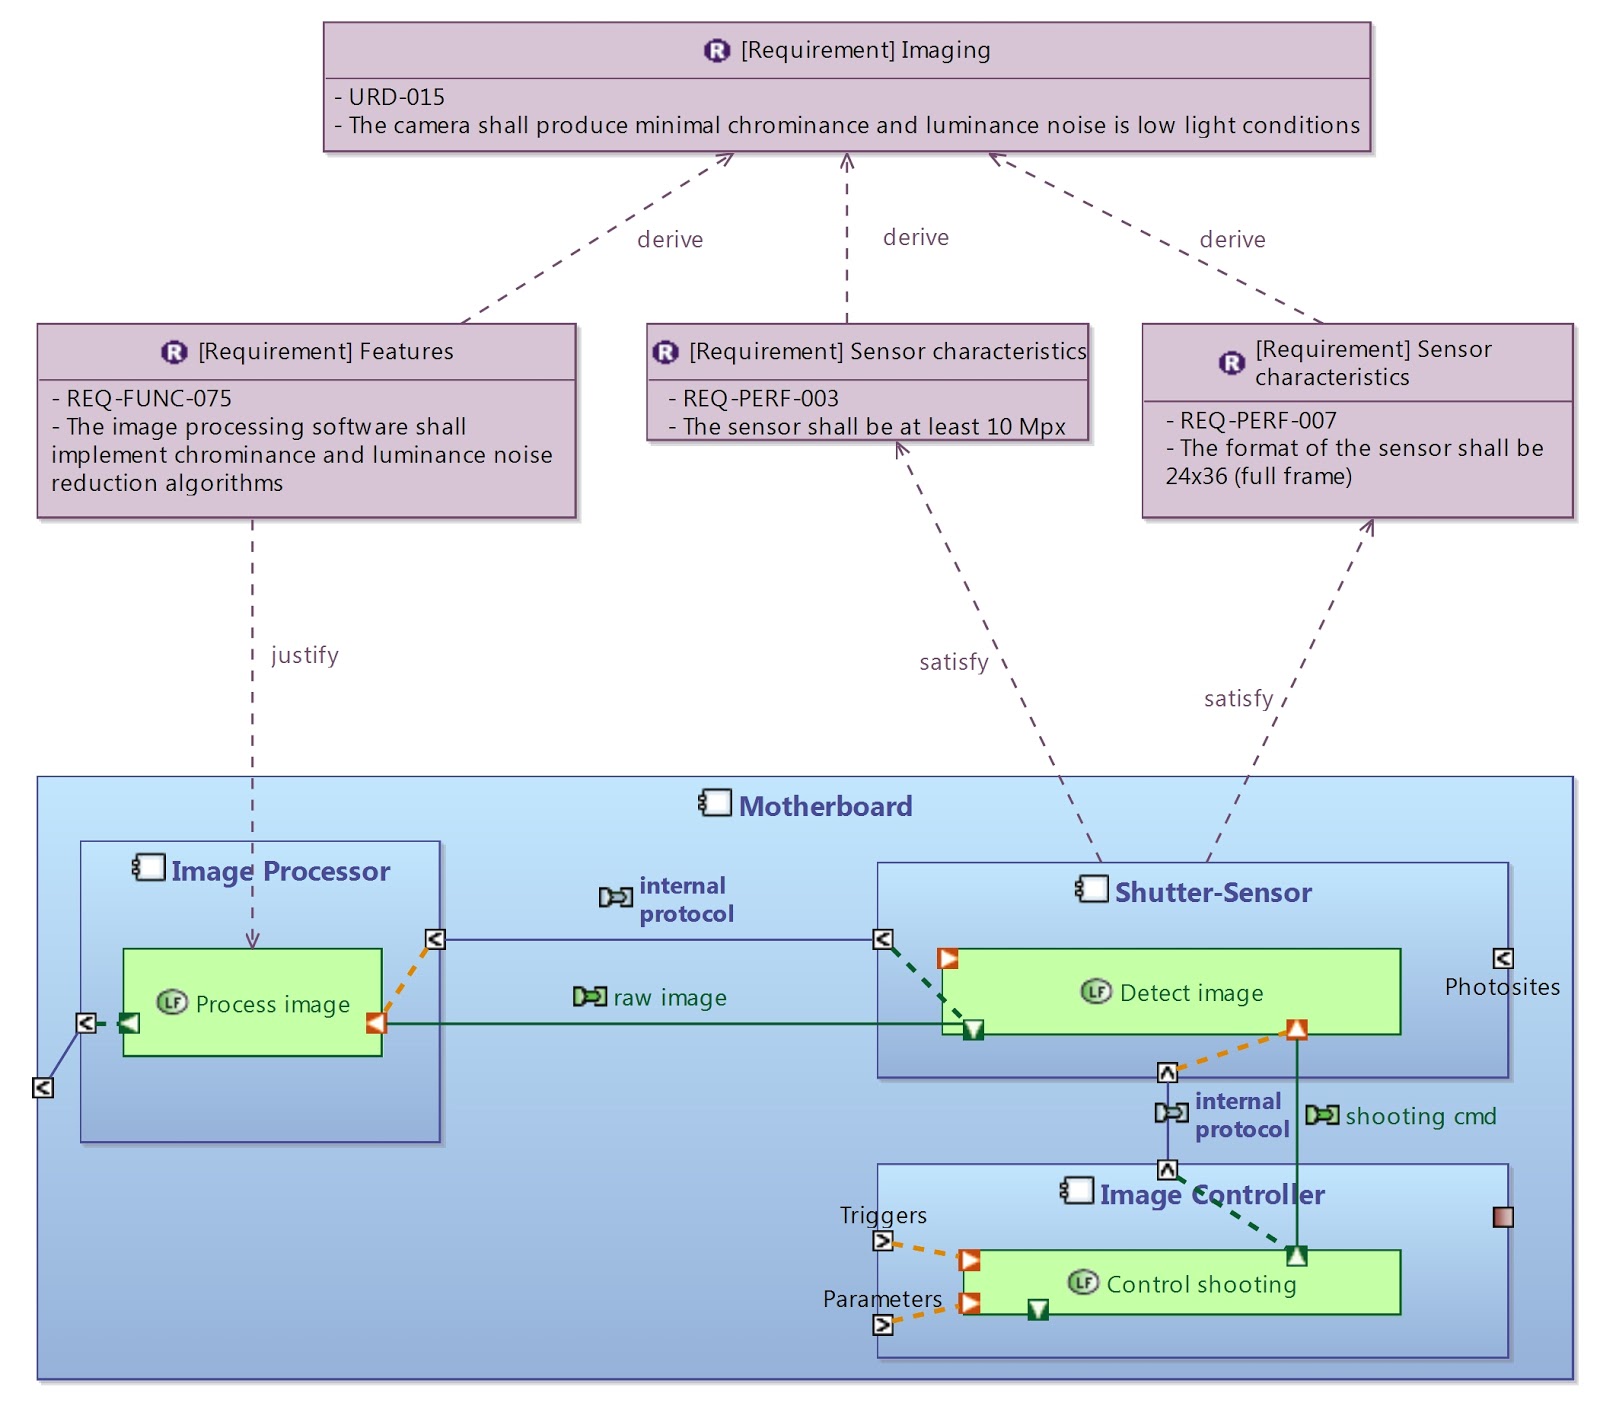 R [Requirement] Imaging
- URD-015
- The camera shall produce minimal chrominance and luminance noise is low light conditions
derive
derive
derive
R [Requirement] Features
- REQ-FUNC-075
- The image processing software shall
implement chrominance and luminance noise
reduction algorithms
R [Requirement] Sensor characteristics
- REQ-PERF-003
- The sensor shall be at least 10 Mpx
R [Requirement] Sensor
characteristics
- REQ-PERF-007
- The format of the sensor shall be
24x36 (full frame)
justify
satisfy
satisfy
Motherboard
Image Processor
internal
protocol
Shutter-Sensor
LF Process image
raw image
LF Detect image
Photosites
internal
protocol
shooting cmd
Image Controller
Triggers
LF Control shooting
Parameters